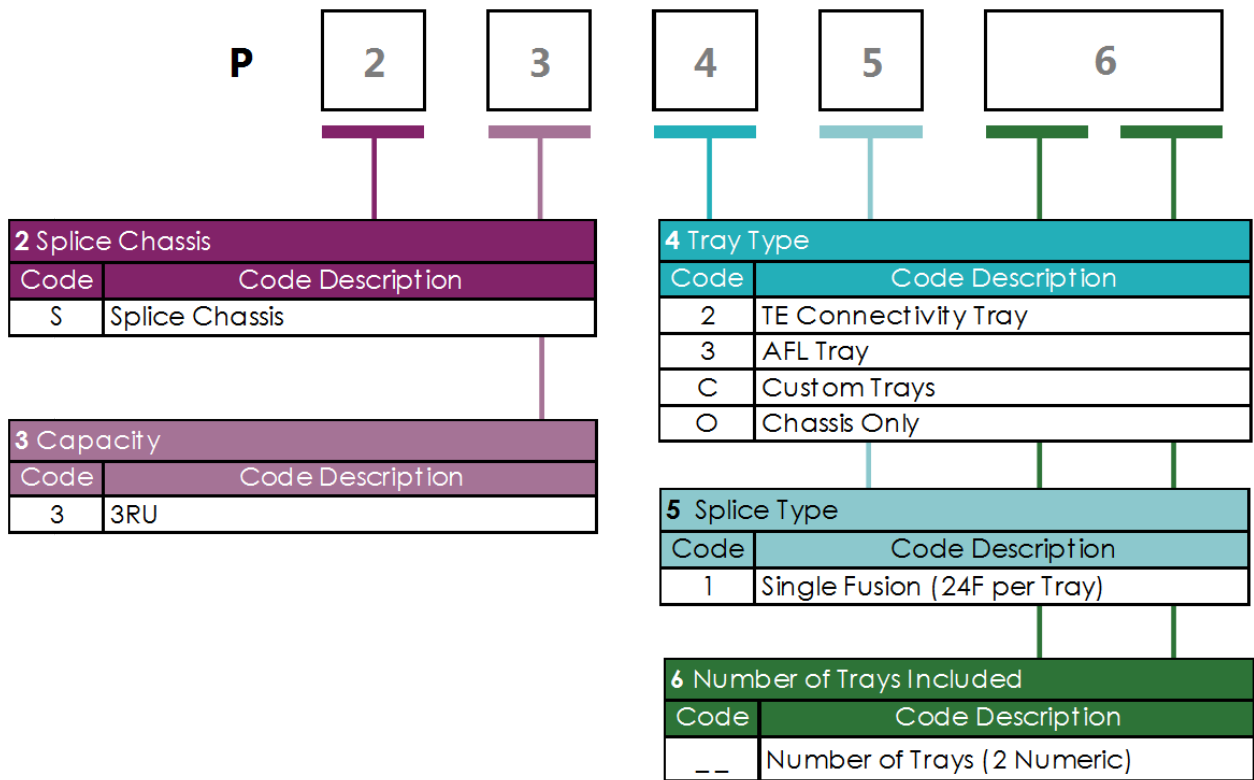 P 2 3 4 5 6
2 Splice Chassis
Code Code Description
S Splice Chassis
3 Capacity
Code Code Description
3 3RU
4 Tray Type
Code Code Description
2 TE Connectivity Tray
3 AFL Tray
C Custom Trays
O Chassis Only
5 Splice Type
Code Code Description
1 Single Fusion (24F per Tray)
6 Number of Trays Included
Code Code Description
_ _ Number of Trays (2 Numeric)